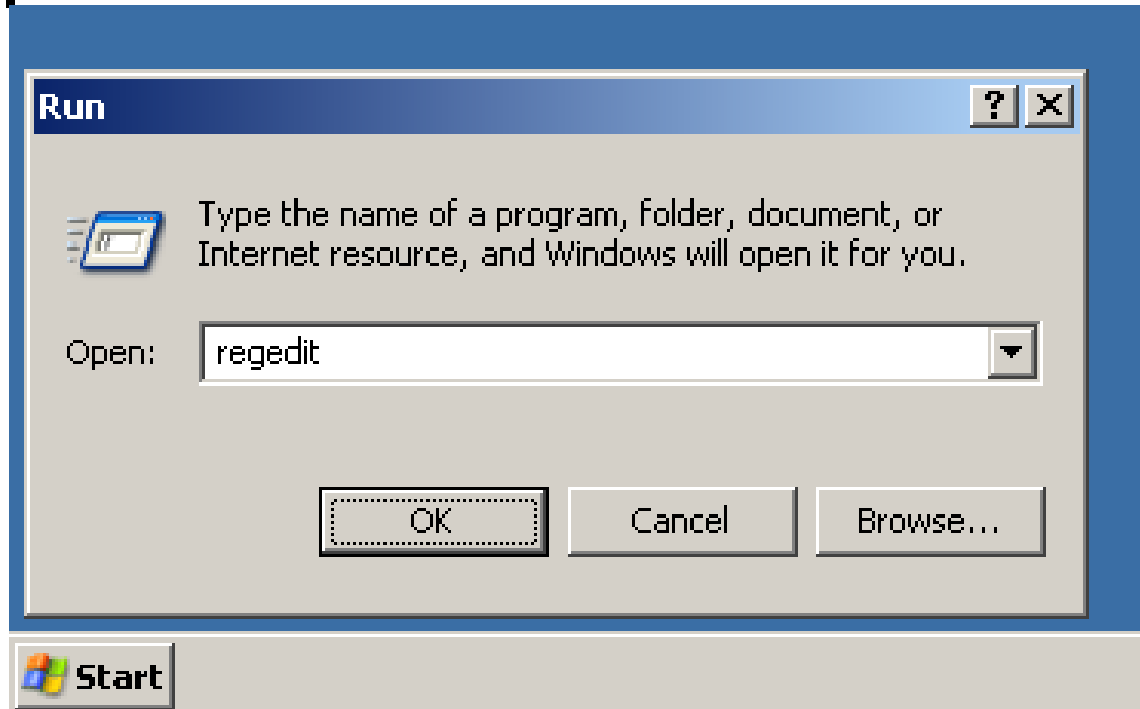 Run
Type the name of a program, folder, document, or
Internet resource, and Windows will open it for you.
Open: regedit
OK Cancel Browse...
Start